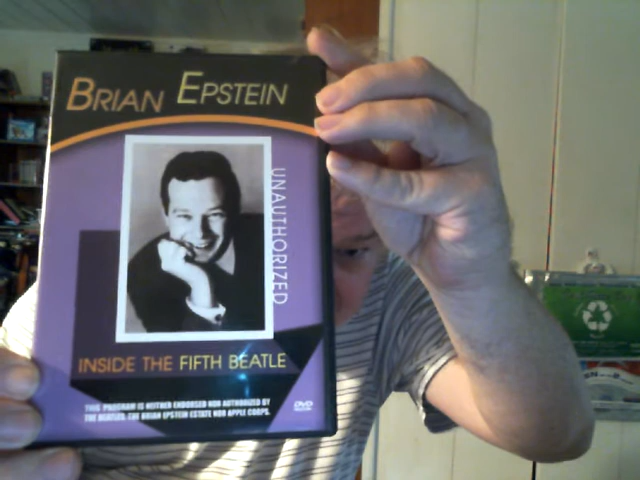 BRIAN EPSTEIN
UNAUTHORIZED
INSIDE THE FIFTH BEATLE
THIS PROGRAM IS NEITHER ENDORSED NOR AUTHORIZED BY
THE BEATLES, THE BRIAN EPSTEIN ESTATE NOR APPLE CORPS.
DVD